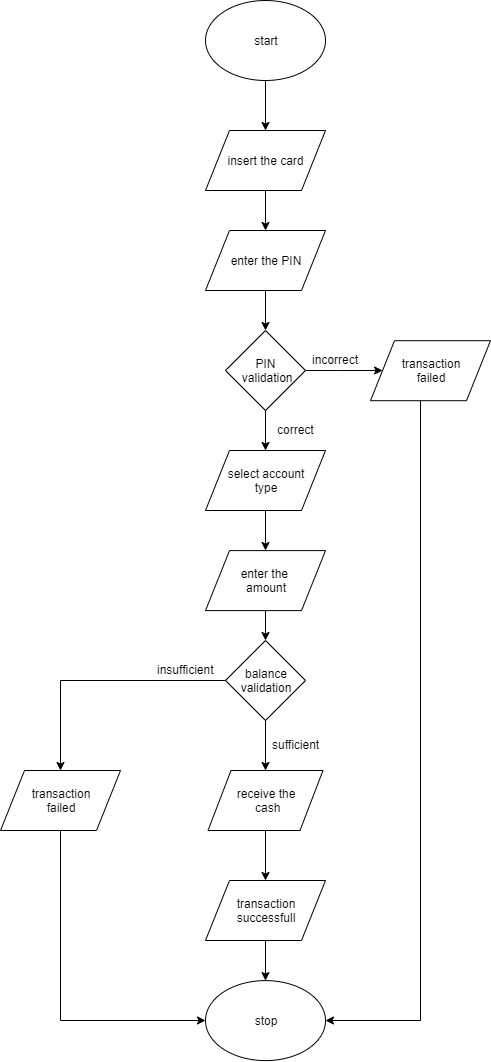 start
insert the card
enter the PIN
PIN
validation
incorrect
transaction
failed
correct
select account
type
enter the
amount
insufficient
balance
validation
sufficient
transaction
failed
receive the
cash
transaction
successfull
stop